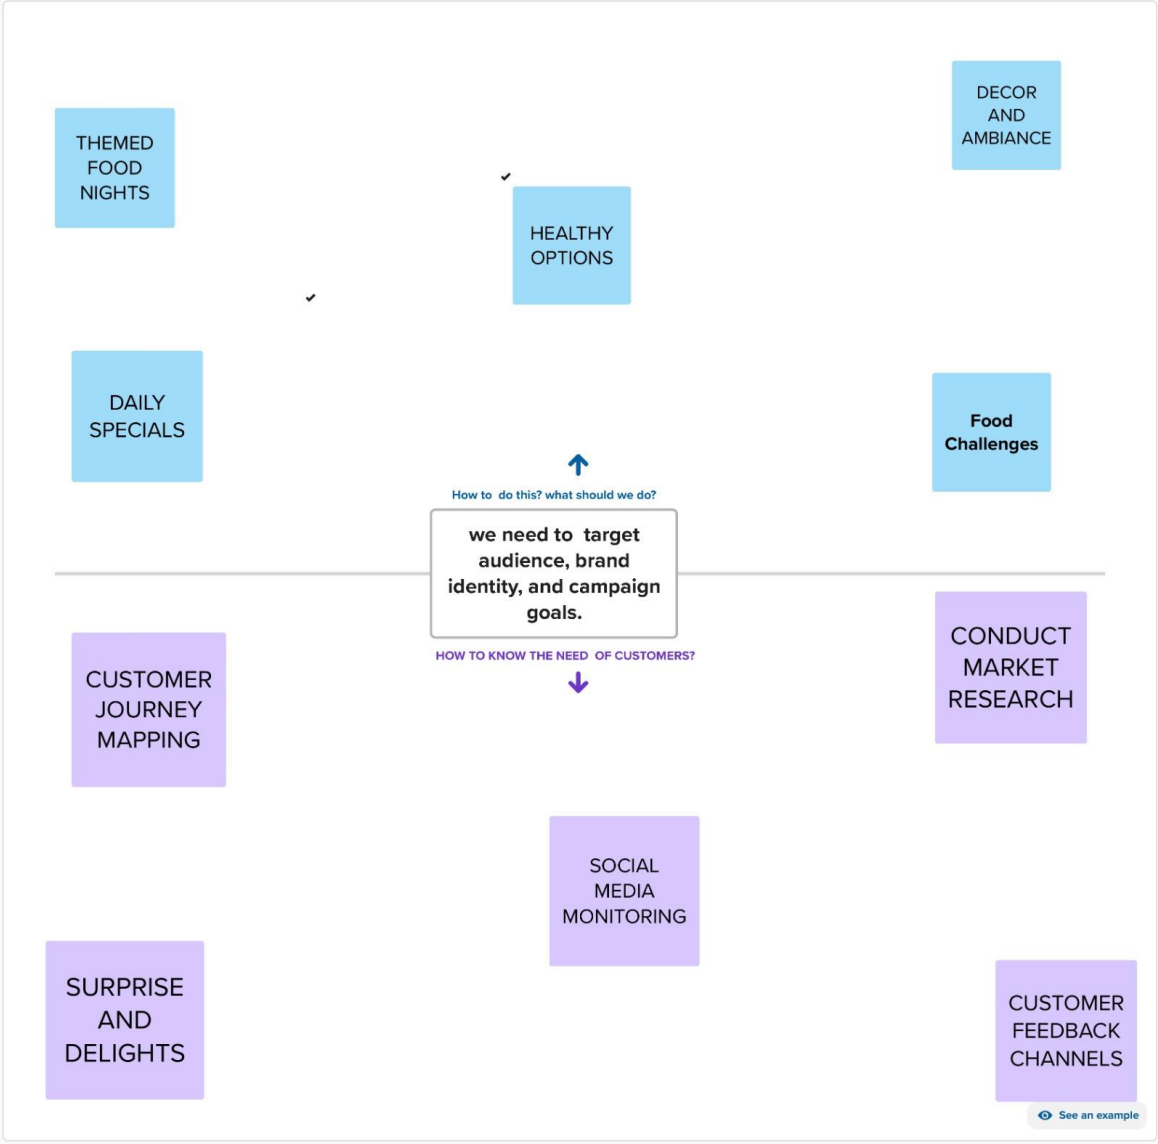 DECOR
AND
AMBIANCE
THEMED
FOOD
NIGHTS
HEALTHY
OPTIONS
DAILY
SPECIALS
Food
Challenges
How to  do this? what should we do?
we need to  target
audience, brand
identity, and campaign
goals.
HOW TO KNOW THE NEED  OF CUSTOMERS?
CONDUCT
MARKET
RESEARCH
CUSTOMER
JOURNEY
MAPPING
SOCIAL
MEDIA
MONITORING
SURPRISE
AND
DELIGHTS
CUSTOMER
FEEDBACK
CHANNELS
See an example